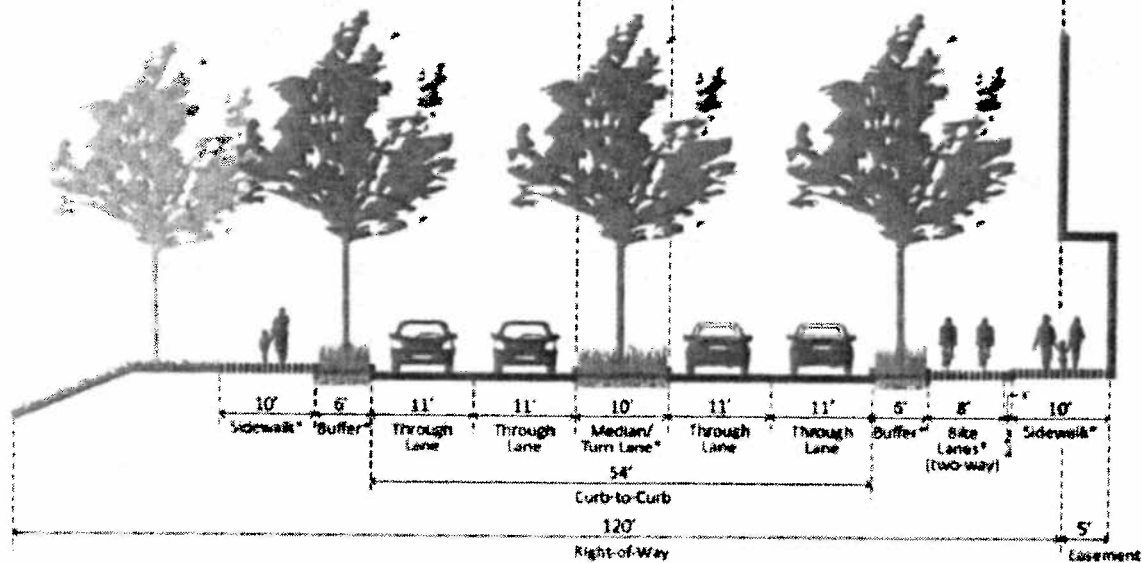 10' 6' 11' 11' 10' 11' 11' 6' 8' 10'
Sidewalk* Buffer* Through Lane Through Lane Median/ Turn Lane* Through Lane Through Lane Buffer* Bike Lanes* (two-way) Sidewalk*
54'
Curb-to-Curb
120' 5'
Right-of-Way Easement